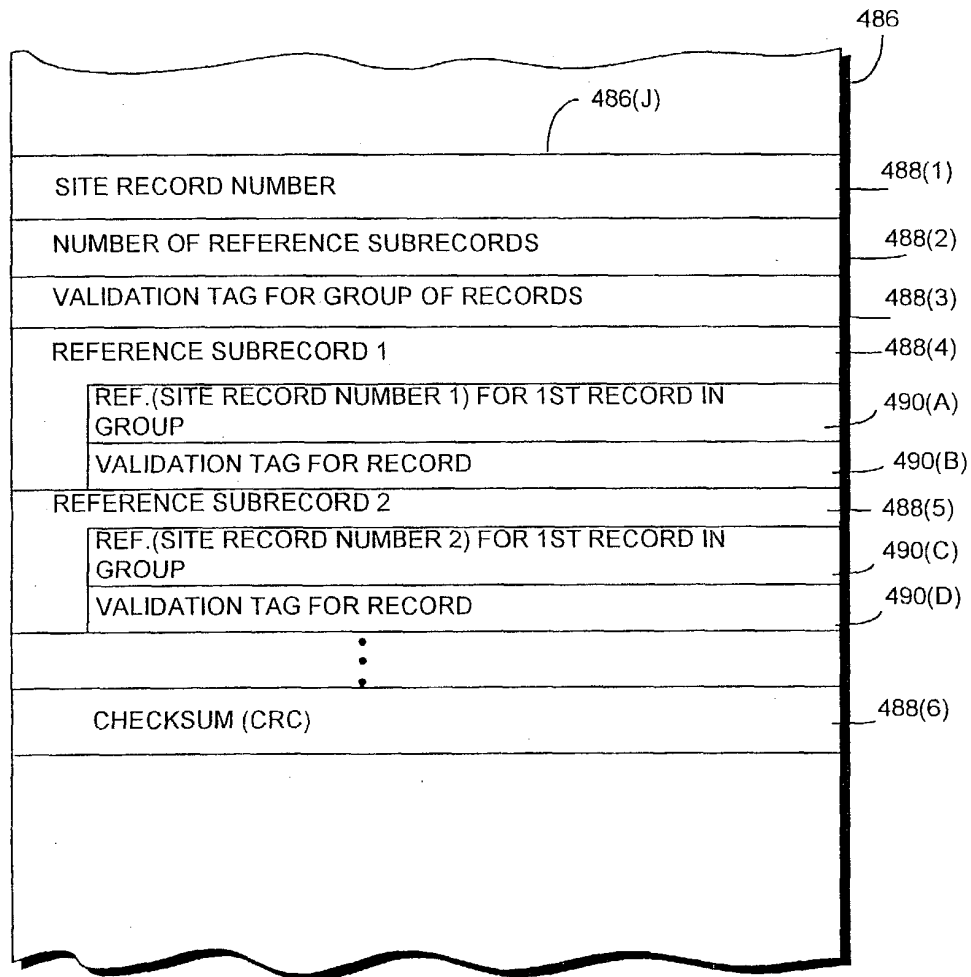 486
486(J)
SITE RECORD NUMBER
488(1)
NUMBER OF REFERENCE SUBRECORDS
488(2)
VALIDATION TAG FOR GROUP OF RECORDS
488(3)
REFERENCE SUBRECORD 1
488(4)
REF.(SITE RECORD NUMBER 1) FOR 1ST RECORD IN
GROUP
490(A)
VALIDATION TAG FOR RECORD
490(B)
REFERENCE SUBRECORD 2
488(5)
REF.(SITE RECORD NUMBER 2) FOR 1ST RECORD IN
GROUP
490(C)
VALIDATION TAG FOR RECORD
490(D)
CHECKSUM (CRC)
488(6)